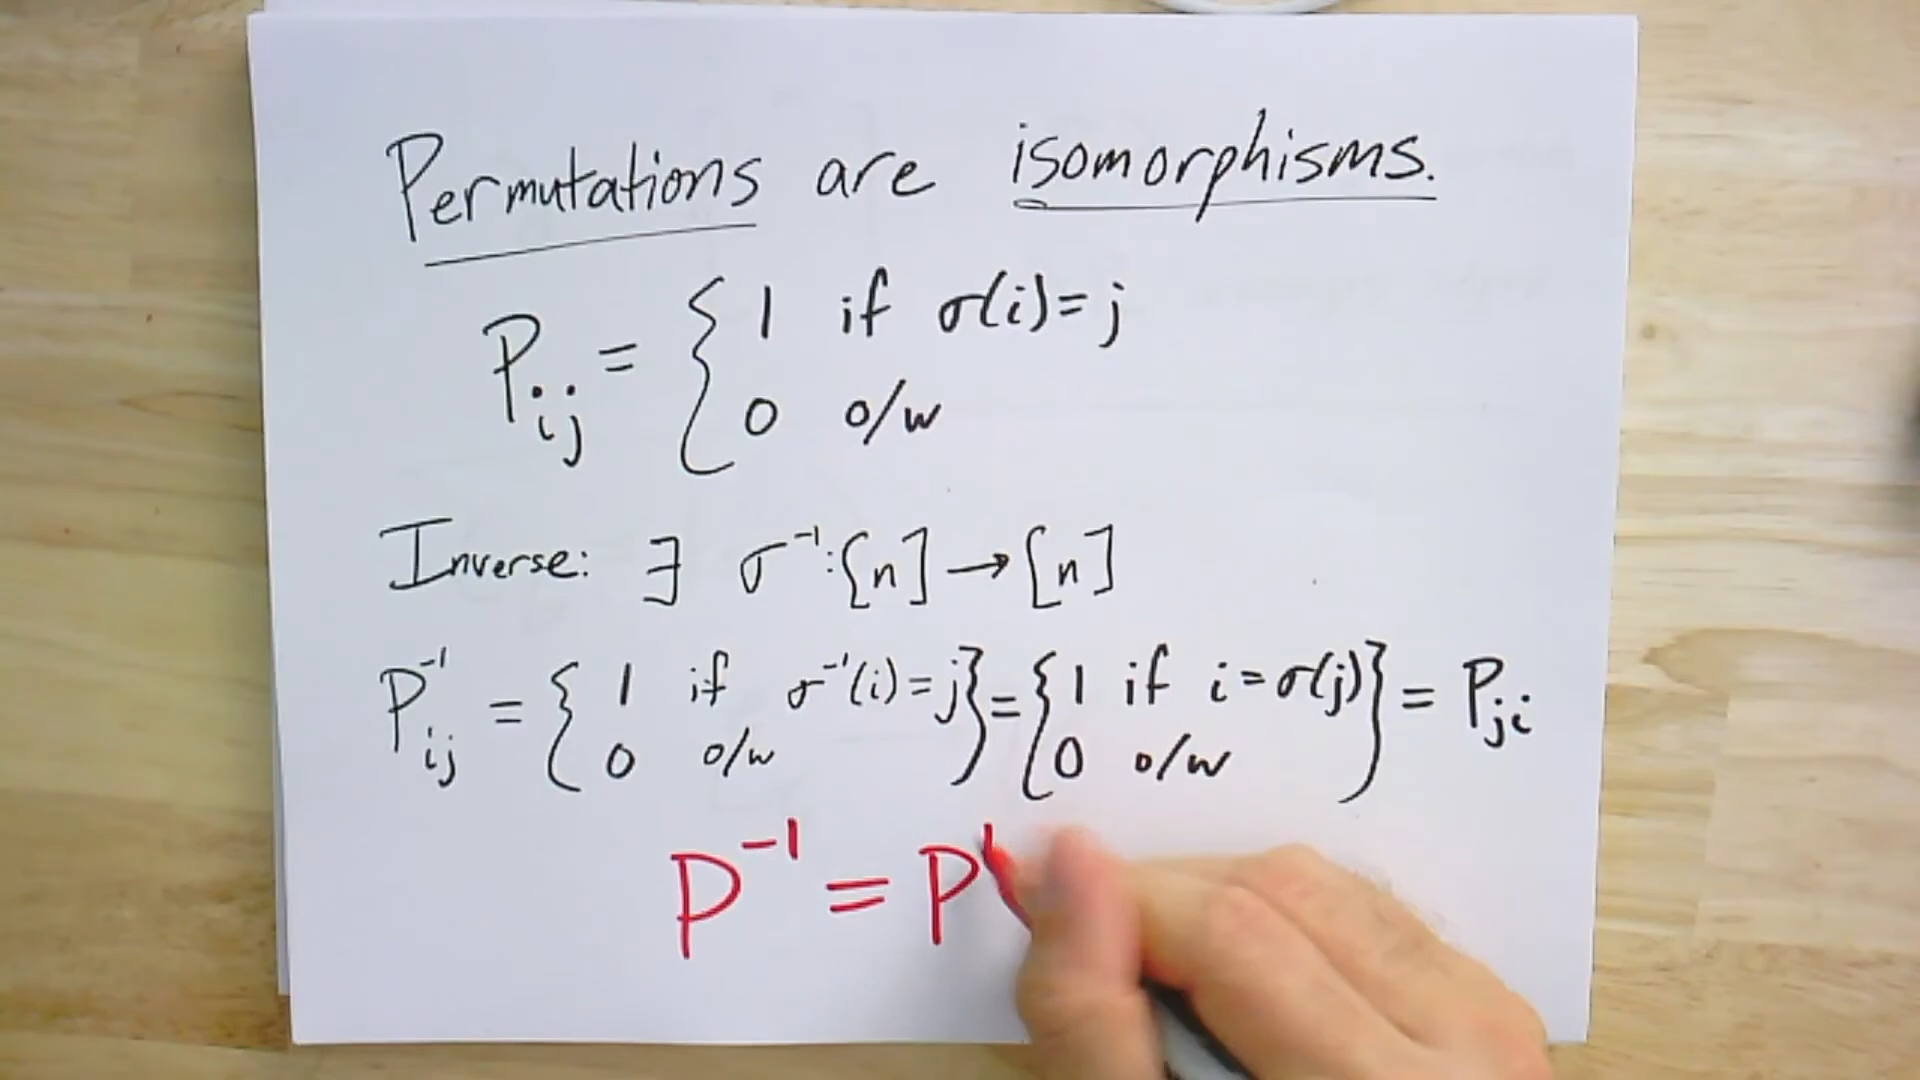 Permutations are isomorphisms.
P_ij = { 1 if σ(i)=j
0 o/w
Inverse: ∃ σ⁻¹:[n]→[n]
P⁻¹_ij = { 1 if σ⁻¹(i)=j } = { 1 if i=σ(j) } = P_ji
0 o/w 0 o/w
P⁻¹ = P